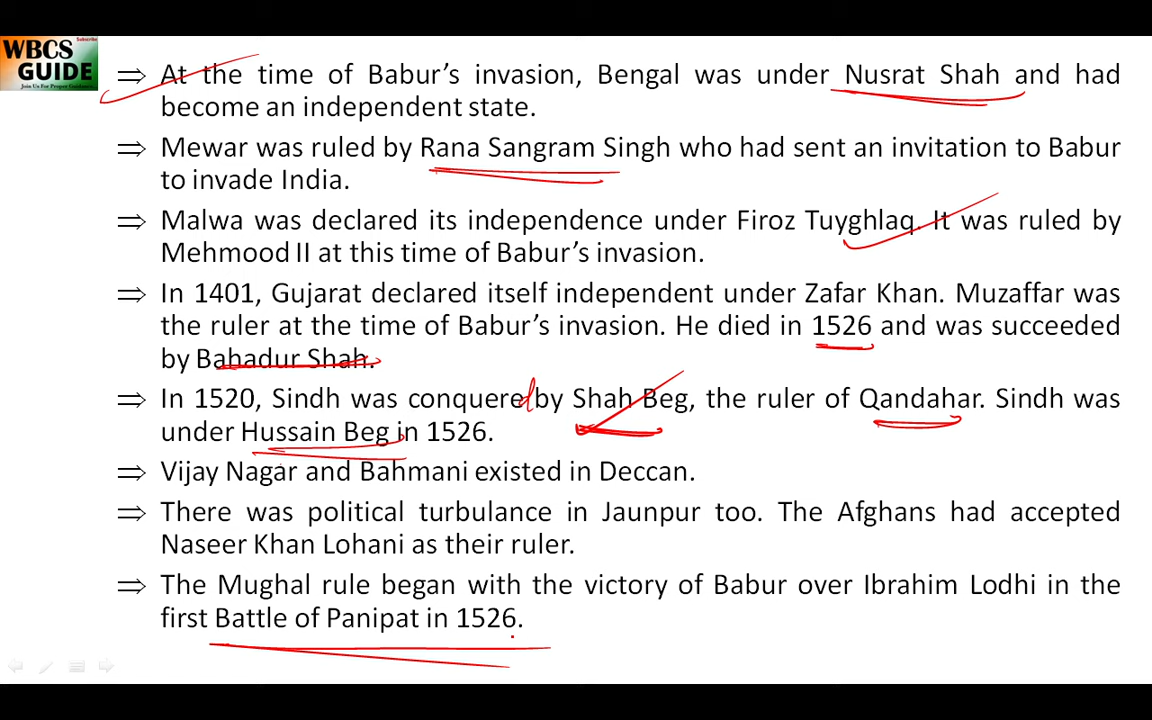 Subscribe
WBCS
GUIDE
Join Us For Proper Guidance
⇒ At the time of Babur’s invasion, Bengal was under Nusrat Shah and had
become an independent state.
⇒ Mewar was ruled by Rana Sangram Singh who had sent an invitation to Babur
to invade India.
⇒ Malwa was declared its independence under Firoz Tuyghlaq. It was ruled by
Mehmood II at this time of Babur’s invasion.
⇒ In 1401, Gujarat declared itself independent under Zafar Khan. Muzaffar was
the ruler at the time of Babur’s invasion. He died in 1526 and was succeeded
by Bahadur Shah.
⇒ In 1520, Sindh was conquered by Shah Beg, the ruler of Qandahar. Sindh was
under Hussain Beg in 1526.
⇒ Vijay Nagar and Bahmani existed in Deccan.
⇒ There was political turbulance in Jaunpur too. The Afghans had accepted
Naseer Khan Lohani as their ruler.
⇒ The Mughal rule began with the victory of Babur over Ibrahim Lodhi in the
first Battle of Panipat in 1526.